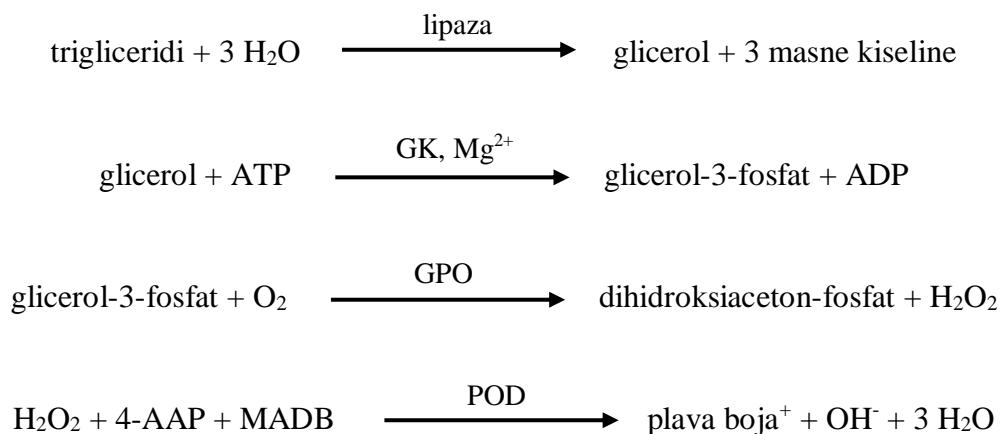 lipaza
trigliceridi + 3 H₂O glicerol + 3 masne kiseline
GK, Mg²⁺
glicerol + ATP glicerol-3-fosfat + ADP
GPO
glicerol-3-fosfat + O₂ dihidroksiaceton-fosfat + H₂O₂
POD
H₂O₂ + 4-AAP + MADB plava boja⁺ + OH⁻ + 3 H₂O